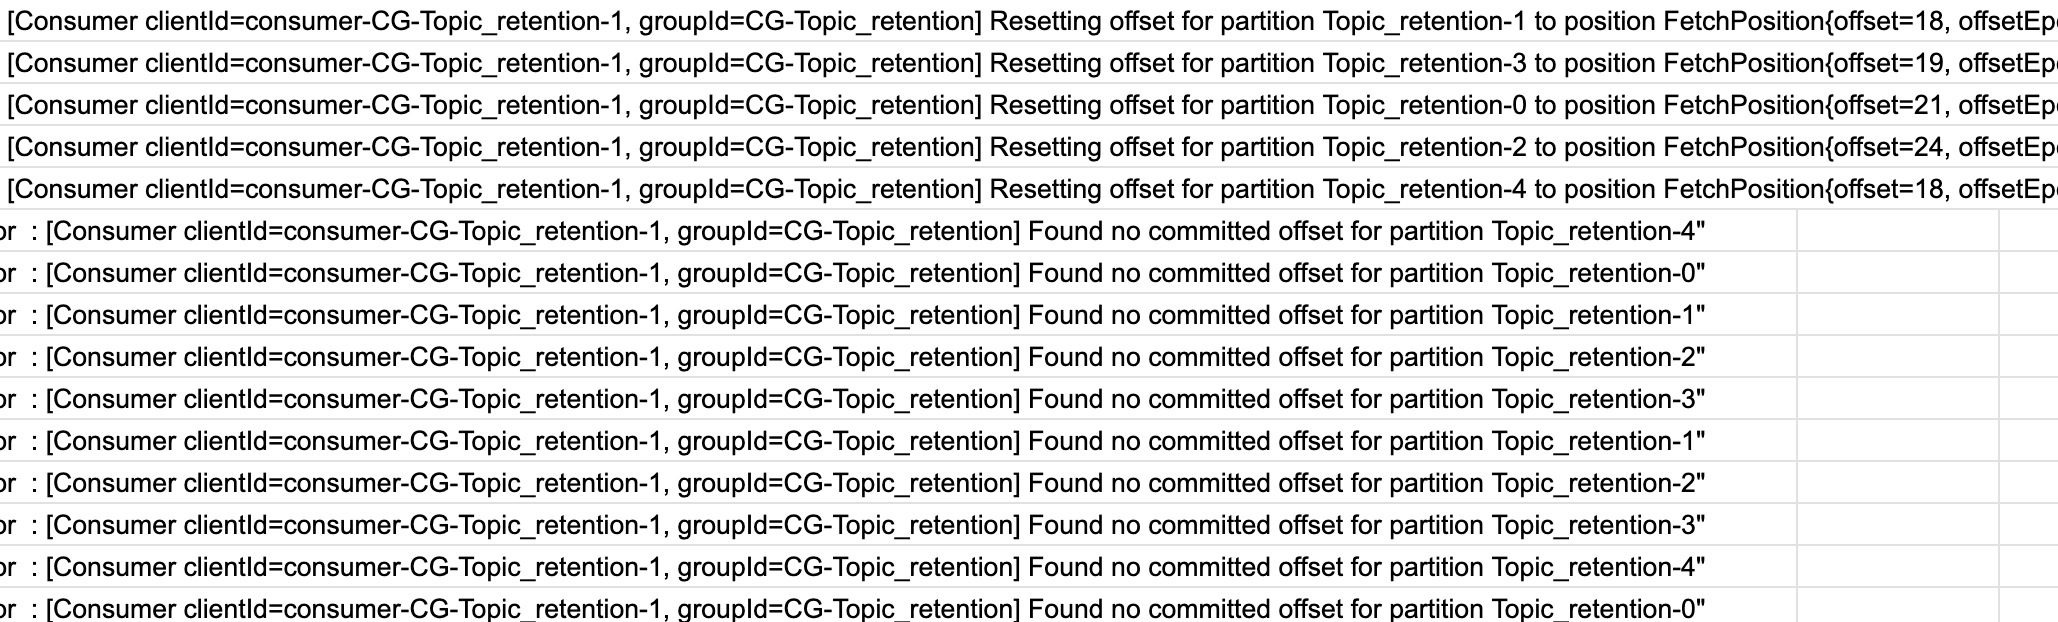 [Consumer clientId=consumer-CG-Topic_retention-1, groupId=CG-Topic_retention] Resetting offset for partition Topic_retention-1 to position FetchPosition{offset=18, offsetEp
[Consumer clientId=consumer-CG-Topic_retention-1, groupId=CG-Topic_retention] Resetting offset for partition Topic_retention-3 to position FetchPosition{offset=19, offsetEp
[Consumer clientId=consumer-CG-Topic_retention-1, groupId=CG-Topic_retention] Resetting offset for partition Topic_retention-0 to position FetchPosition{offset=21, offsetEp
[Consumer clientId=consumer-CG-Topic_retention-1, groupId=CG-Topic_retention] Resetting offset for partition Topic_retention-2 to position FetchPosition{offset=24, offsetEp
[Consumer clientId=consumer-CG-Topic_retention-1, groupId=CG-Topic_retention] Resetting offset for partition Topic_retention-4 to position FetchPosition{offset=18, offsetEp
or : [Consumer clientId=consumer-CG-Topic_retention-1, groupId=CG-Topic_retention] Found no committed offset for partition Topic_retention-4"
or : [Consumer clientId=consumer-CG-Topic_retention-1, groupId=CG-Topic_retention] Found no committed offset for partition Topic_retention-0"
or : [Consumer clientId=consumer-CG-Topic_retention-1, groupId=CG-Topic_retention] Found no committed offset for partition Topic_retention-1"
or : [Consumer clientId=consumer-CG-Topic_retention-1, groupId=CG-Topic_retention] Found no committed offset for partition Topic_retention-2"
or : [Consumer clientId=consumer-CG-Topic_retention-1, groupId=CG-Topic_retention] Found no committed offset for partition Topic_retention-3"
or : [Consumer clientId=consumer-CG-Topic_retention-1, groupId=CG-Topic_retention] Found no committed offset for partition Topic_retention-1"
or : [Consumer clientId=consumer-CG-Topic_retention-1, groupId=CG-Topic_retention] Found no committed offset for partition Topic_retention-2"
or : [Consumer clientId=consumer-CG-Topic_retention-1, groupId=CG-Topic_retention] Found no committed offset for partition Topic_retention-3"
or : [Consumer clientId=consumer-CG-Topic_retention-1, groupId=CG-Topic_retention] Found no committed offset for partition Topic_retention-4"
or : [Consumer clientId=consumer-CG-Topic_retention-1, groupId=CG-Topic_retention] Found no committed offset for partition Topic_retention-0"